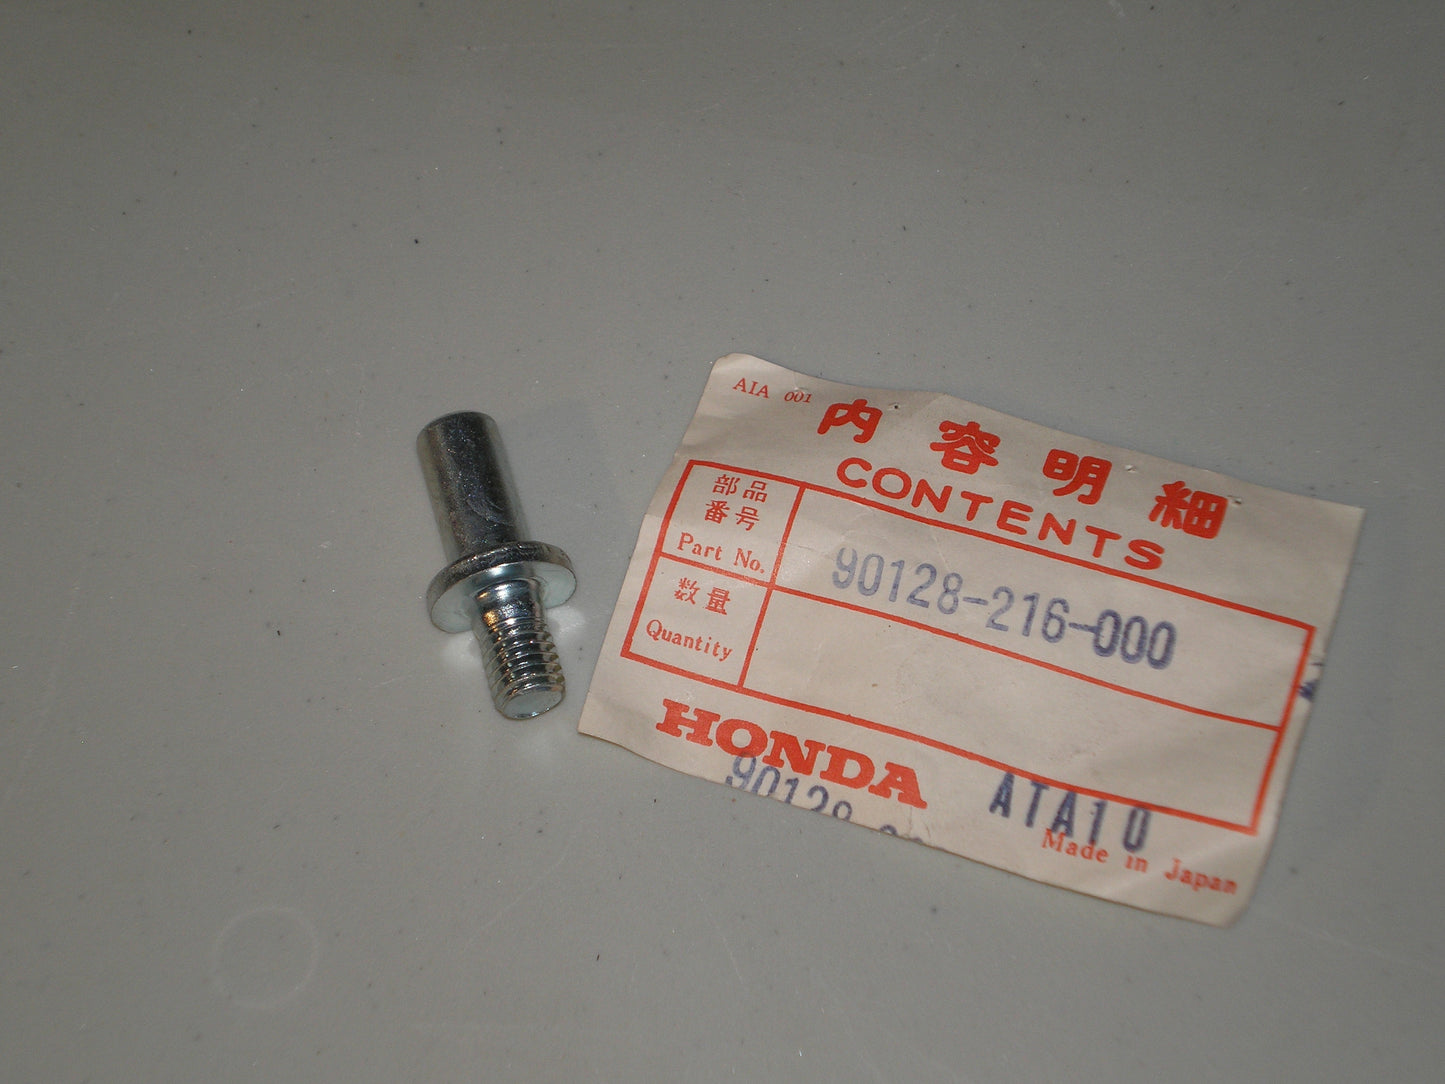 AIA 001
内容明細
CONTENTS
部品
番号
Part No.
90128-216-000
数量
Quantity
HONDA
ATA10
90128
Made in Japan